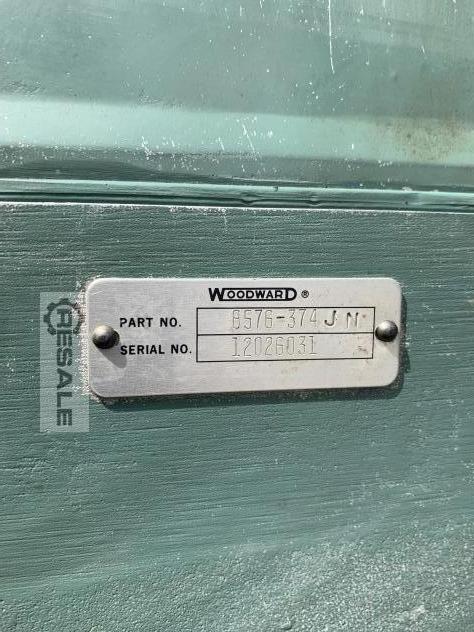 WOODWARD ®
PART NO. 8576-374 J N
SERIAL NO. 12026031
RESALE